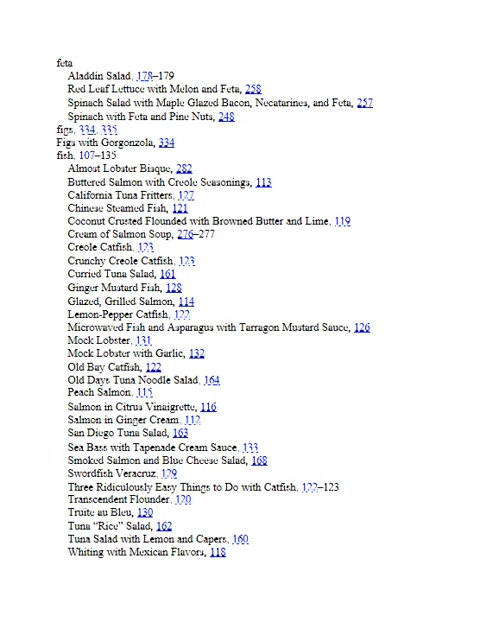 feta
Aladdin Salad, 178–179
Red Leaf Lettuce with Melon and Feta, 258
Spinach Salad with Maple Glazed Bacon, Necatarines, and Feta, 257
Spinach with Feta and Pine Nuts, 248
figs, 334, 335
Figs with Gorgonzola, 334
fish, 107–135
Almost Lobster Bisque, 282
Buttered Salmon with Creole Seasonings, 113
California Tuna Fritters, 127
Chinese Steamed Fish, 121
Coconut Crusted Flounded with Browned Butter and Lime, 119
Cream of Salmon Soup, 276–277
Creole Catfish, 123
Crunchy Creole Catfish, 123
Curried Tuna Salad, 161
Ginger Mustard Fish, 128
Glazed, Grilled Salmon, 114
Lemon-Pepper Catfish, 122
Microwaved Fish and Asparagus with Tarragon Mustard Sauce, 126
Mock Lobster, 131
Mock Lobster with Garlic, 132
Old Bay Catfish, 122
Old Days Tuna Noodle Salad, 164
Peach Salmon, 115
Salmon in Citrus Vinaigrette, 116
Salmon in Ginger Cream, 112
San Diego Tuna Salad, 163
Sea Bass with Tapenade Cream Sauce, 133
Smoked Salmon and Blue Cheese Salad, 168
Swordfish Veracruz, 129
Three Ridiculously Easy Things to Do with Catfish, 122–123
Transcendent Flounder, 120
Truite au Bleu, 130
Tuna “Rice” Salad, 162
Tuna Salad with Lemon and Capers, 160
Whiting with Mexican Flavors, 118